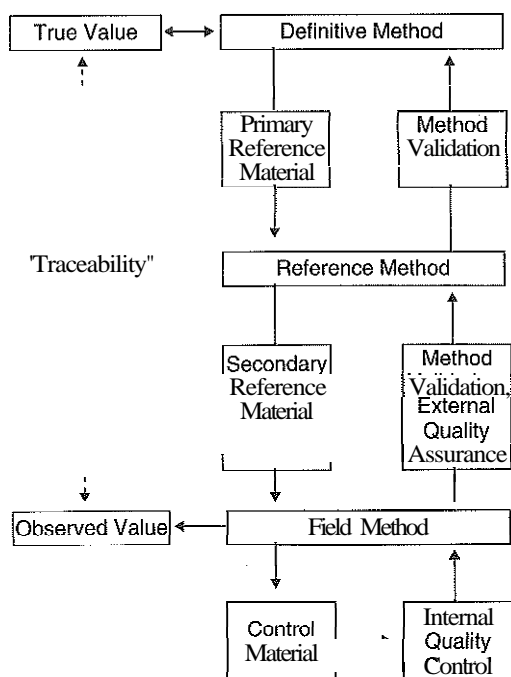 True Value
Definitive Method
Primary
Reference
Material
Method
Validation
'Traceability"
Reference Method
Secondary
Reference
Material
Method
Validation,
External
Quality
Assurance
Observed Value
Field Method
Control
Material
Internal
Quality
Control